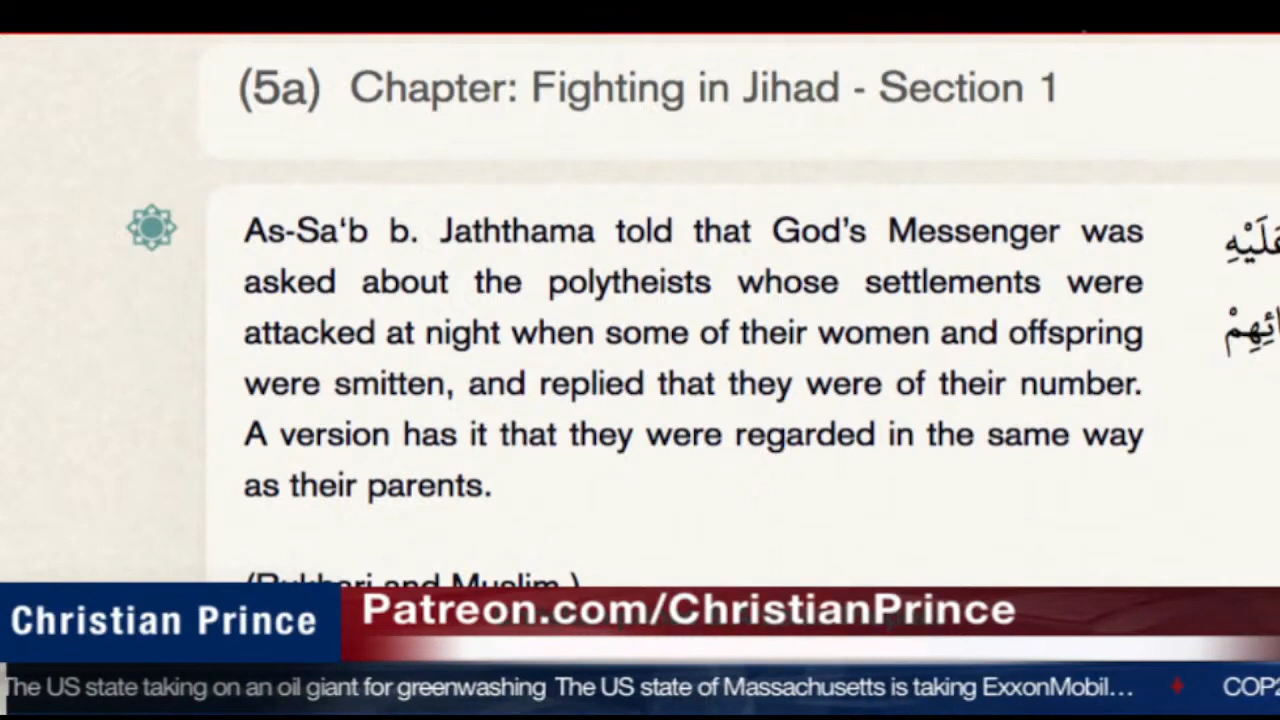 (5a) Chapter: Fighting in Jihad - Section 1
As-Sa‘b b. Jaththama told that God’s Messenger was
asked about the polytheists whose settlements were
attacked at night when some of their women and offspring
were smitten, and replied that they were of their number.
A version has it that they were regarded in the same way
as their parents.
(Bukhari and Muslim.)
Christian Prince
Patreon.com/ChristianPrince
The US state taking on an oil giant for greenwashing The US state of Massachusetts is taking ExxonMobil... COP2